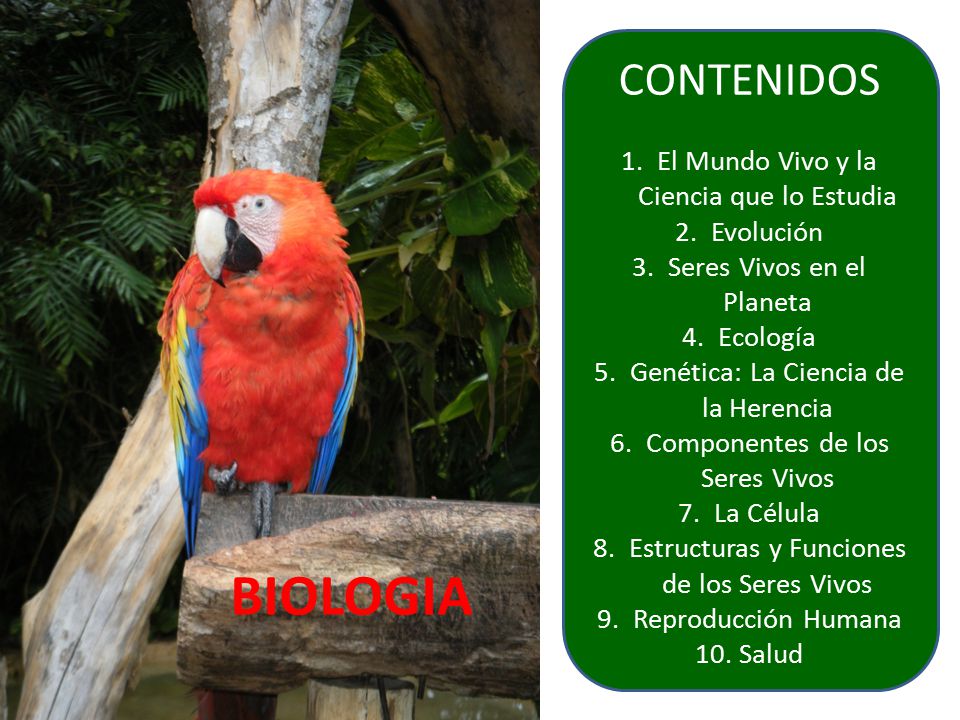 BIOLOGIA
CONTENIDOS
1. El Mundo Vivo y la
Ciencia que lo Estudia
2. Evolución
3. Seres Vivos en el
Planeta
4. Ecología
5. Genética: La Ciencia de
la Herencia
6. Componentes de los
Seres Vivos
7. La Célula
8. Estructuras y Funciones
de los Seres Vivos
9. Reproducción Humana
10. Salud